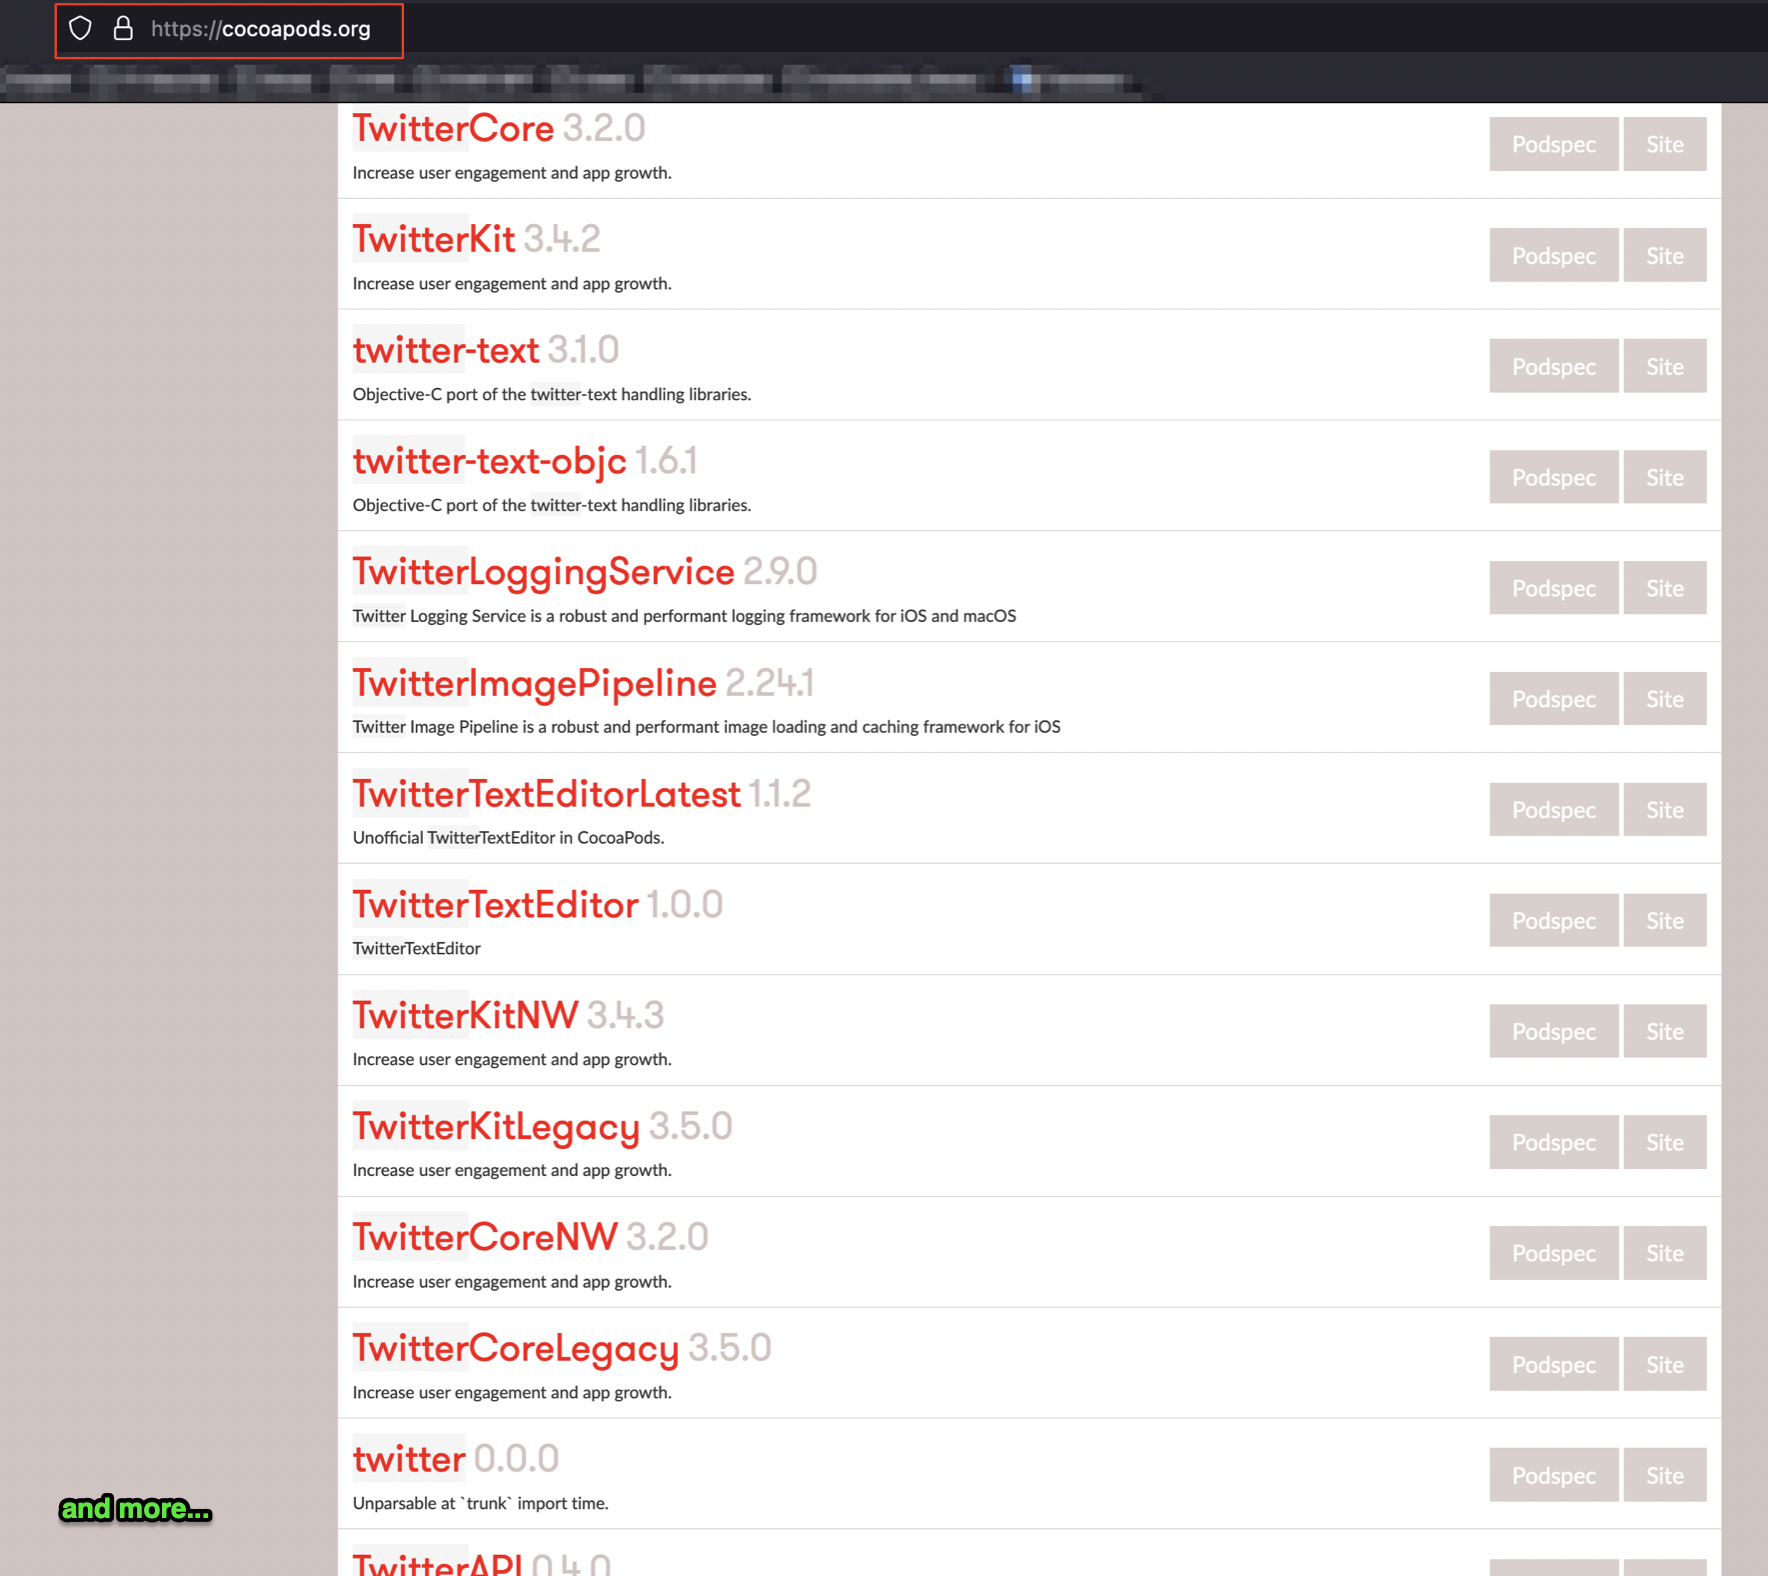 https://cocoapods.org
TwitterCore 3.2.0
Increase user engagement and app growth.
Podspec Site
TwitterKit 3.4.2
Increase user engagement and app growth.
Podspec Site
twitter-text 3.1.0
Objective-C port of the twitter-text handling libraries.
Podspec Site
twitter-text-objc 1.6.1
Objective-C port of the twitter-text handling libraries.
Podspec Site
TwitterLoggingService 2.9.0
Twitter Logging Service is a robust and performant logging framework for iOS and macOS
Podspec Site
TwitterImagePipeline 2.24.1
Twitter Image Pipeline is a robust and performant image loading and caching framework for iOS
Podspec Site
TwitterTextEditorLatest 1.1.2
Unofficial TwitterTextEditor in CocoaPods.
Podspec Site
TwitterTextEditor 1.0.0
TwitterTextEditor
Podspec Site
TwitterKitNW 3.4.3
Increase user engagement and app growth.
Podspec Site
TwitterKitLegacy 3.5.0
Increase user engagement and app growth.
Podspec Site
TwitterCoreNW 3.2.0
Increase user engagement and app growth.
Podspec Site
TwitterCoreLegacy 3.5.0
Increase user engagement and app growth.
Podspec Site
twitter 0.0.0
Unparsable at `trunk` import time.
Podspec Site
and more...
TwitterAPI 0.4.0